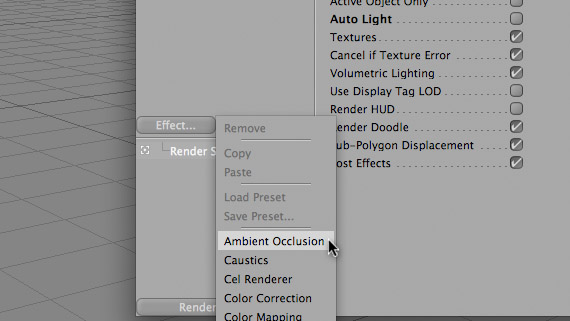 Active Object Only
Auto Light
Textures
Cancel if Texture Error
Volumetric Lighting
Use Display Tag LOD
Render HUD
Render Doodle
Sub-Polygon Displacement
Post Effects
Effect...
Render S
Render
Remove
Copy
Paste
Load Preset
Save Preset...
Ambient Occlusion
Caustics
Cel Renderer
Color Correction
Color Mapping